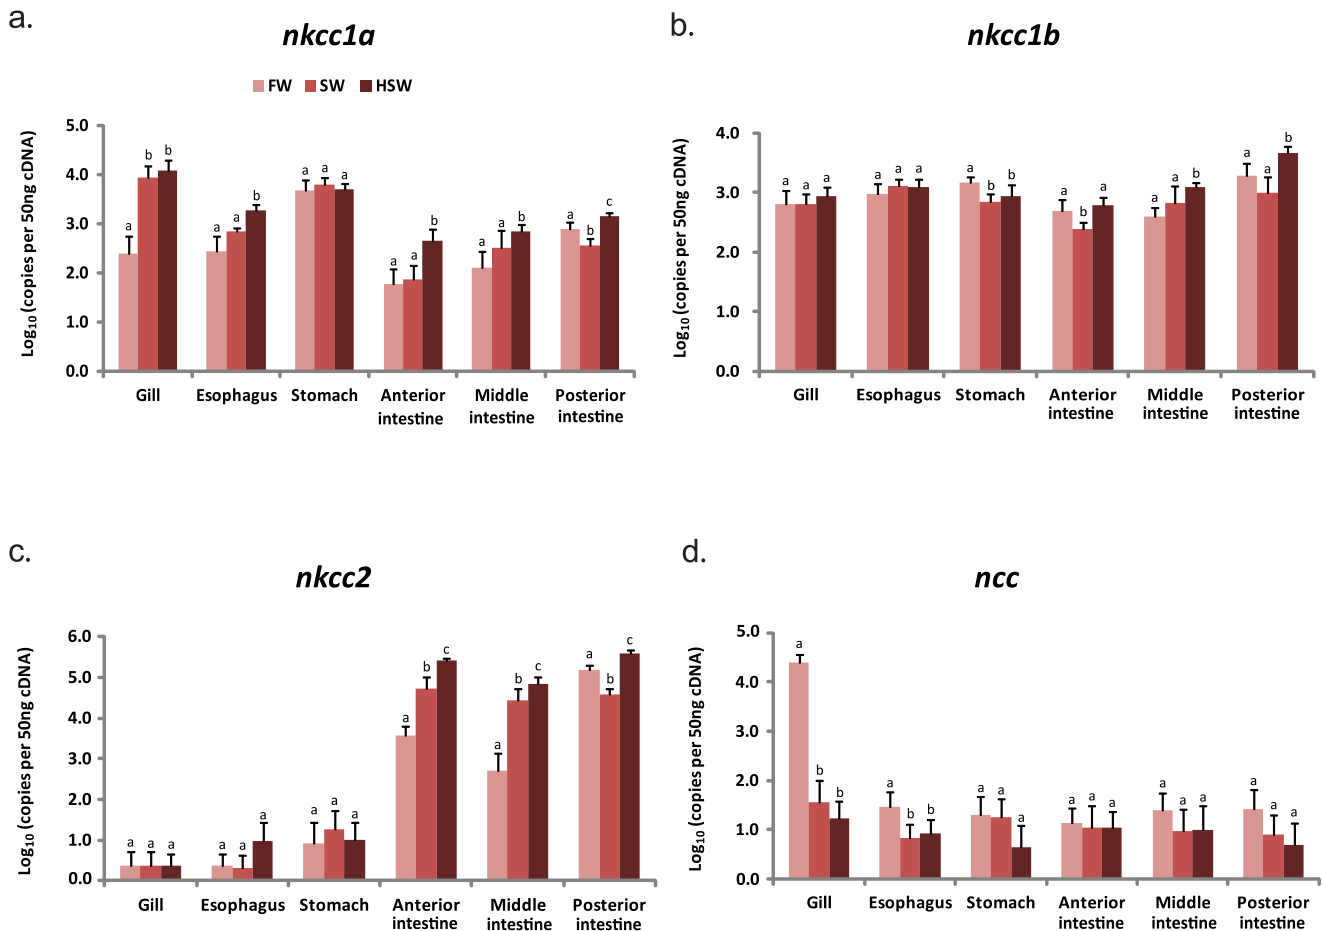 a.
nkcc1a
FW SW HSW
Log10 (copies per 50ng cDNA)
5.0
4.0
3.0
2.0
1.0
0.0
a b b
a a b
a a a
a a b
a a b
a b c
Gill Esophagus Stomach Anterior intestine Middle intestine Posterior intestine
b.
nkcc1b
Log10 (copies per 50ng cDNA)
4.0
3.0
2.0
1.0
0.0
a a a
a a a
a b b
a b a
a a b
a a b
Gill Esophagus Stomach Anterior intestine Middle intestine Posterior intestine
c.
nkcc2
Log10 (copies per 50ng cDNA)
6.0
5.0
4.0
3.0
2.0
1.0
0.0
a a a
a a a
a a a
a b c
a b c
a b c
Gill Esophagus Stomach Anterior intestine Middle intestine Posterior intestine
d.
ncc
Log10 (copies per 50ng cDNA)
5.0
4.0
3.0
2.0
1.0
0.0
a b b
a b b
a a a
a a a
a a a
a a a
Gill Esophagus Stomach Anterior intestine Middle intestine Posterior intestine